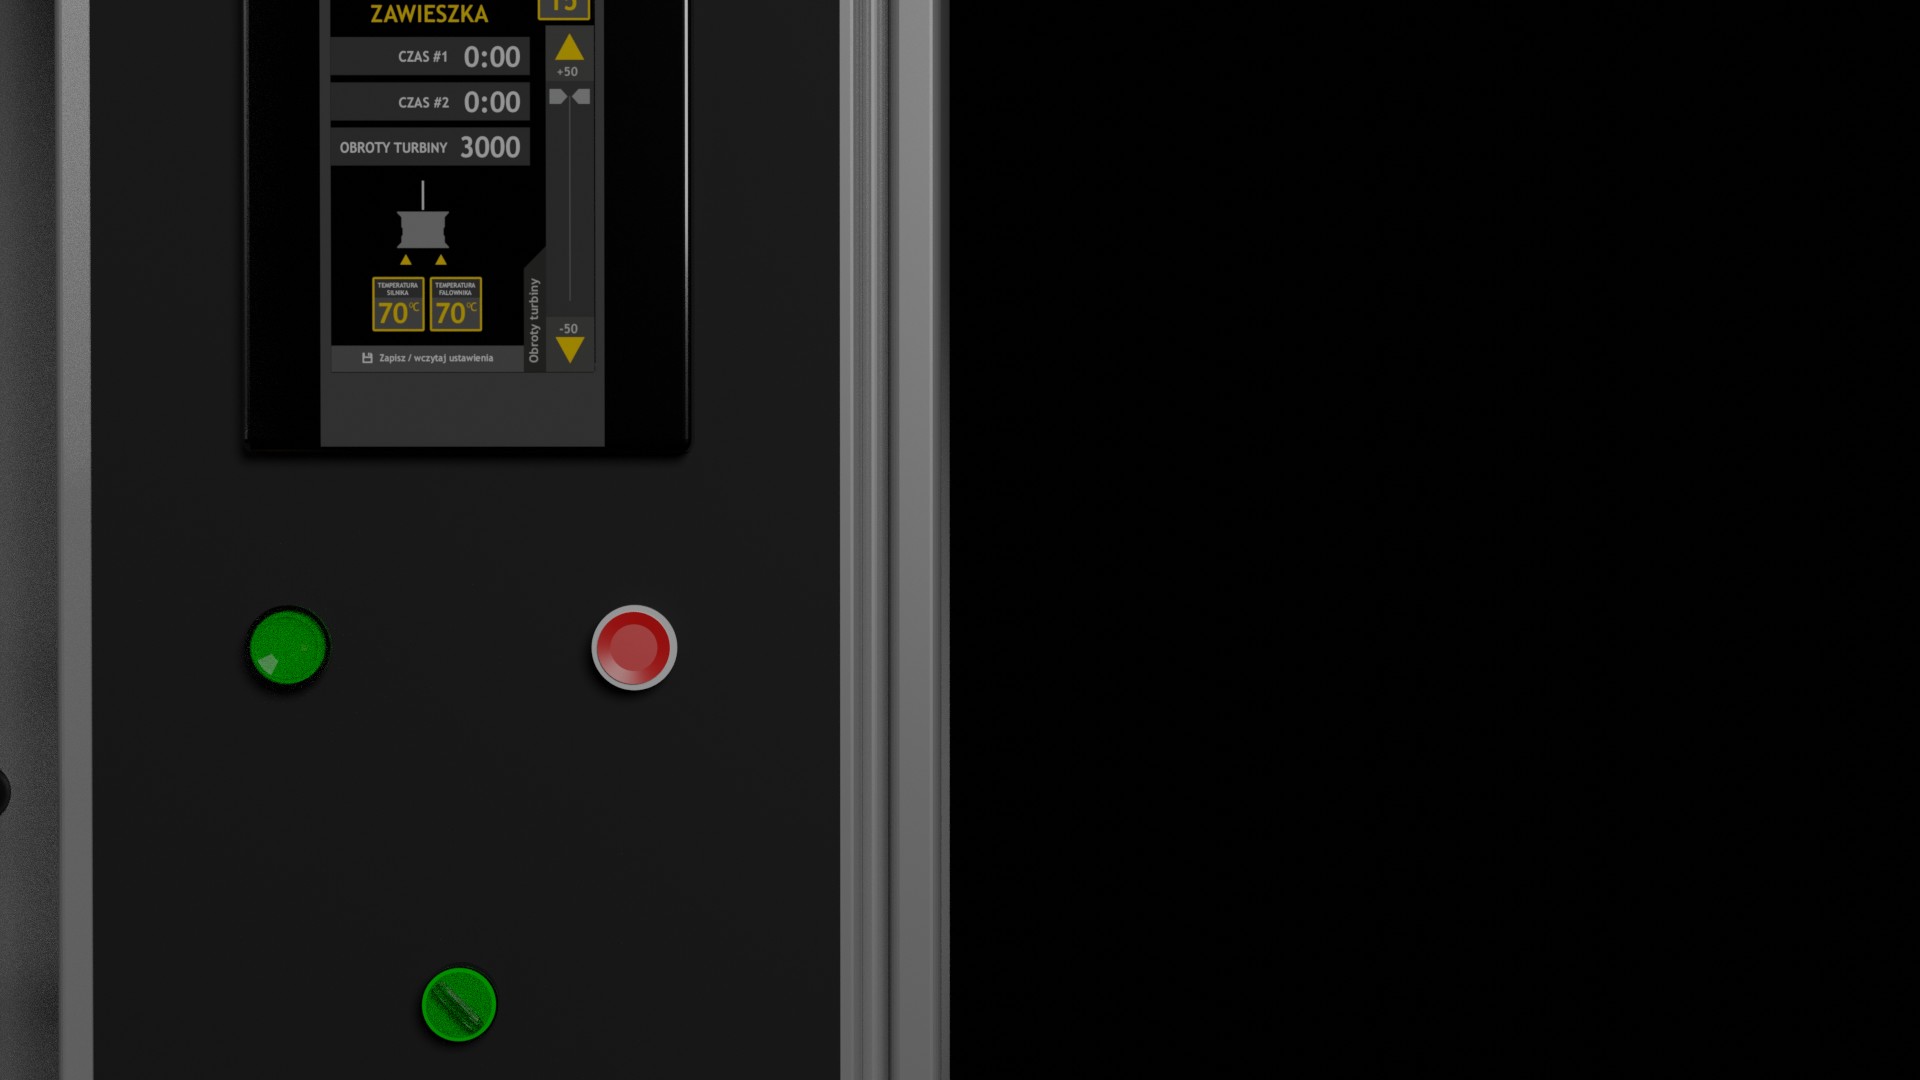 ZAWIESZKA
15
CZAS #1 0:00
+50
CZAS #2 0:00
OBROTY TURBINY 3000
TEMPERATURA
SILNIKA
70°C
TEMPERATURA
FALOWNIKA
70°C
Obroty turbiny
-50
Zapisz / wczytaj ustawienia